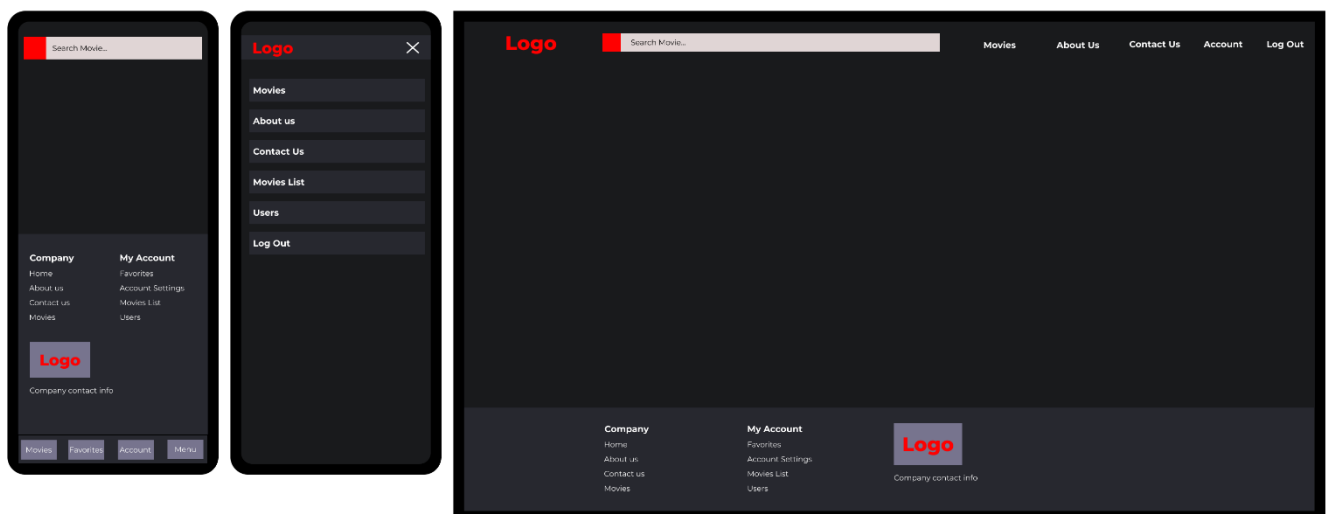 Search Movie...
Company
Home
About us
Contact us
Movies
My Account
Favorites
Account Settings
Movies List
Users
Logo
Company contact info
Movies Favorites Account Menu
Logo
Movies
About us
Contact Us
Movies List
Users
Log Out
Logo Search Movie... Movies About Us Contact Us Account Log Out
Company
Home
About us
Contact us
Movies
My Account
Favorites
Account Settings
Movies List
Users
Logo
Company contact info